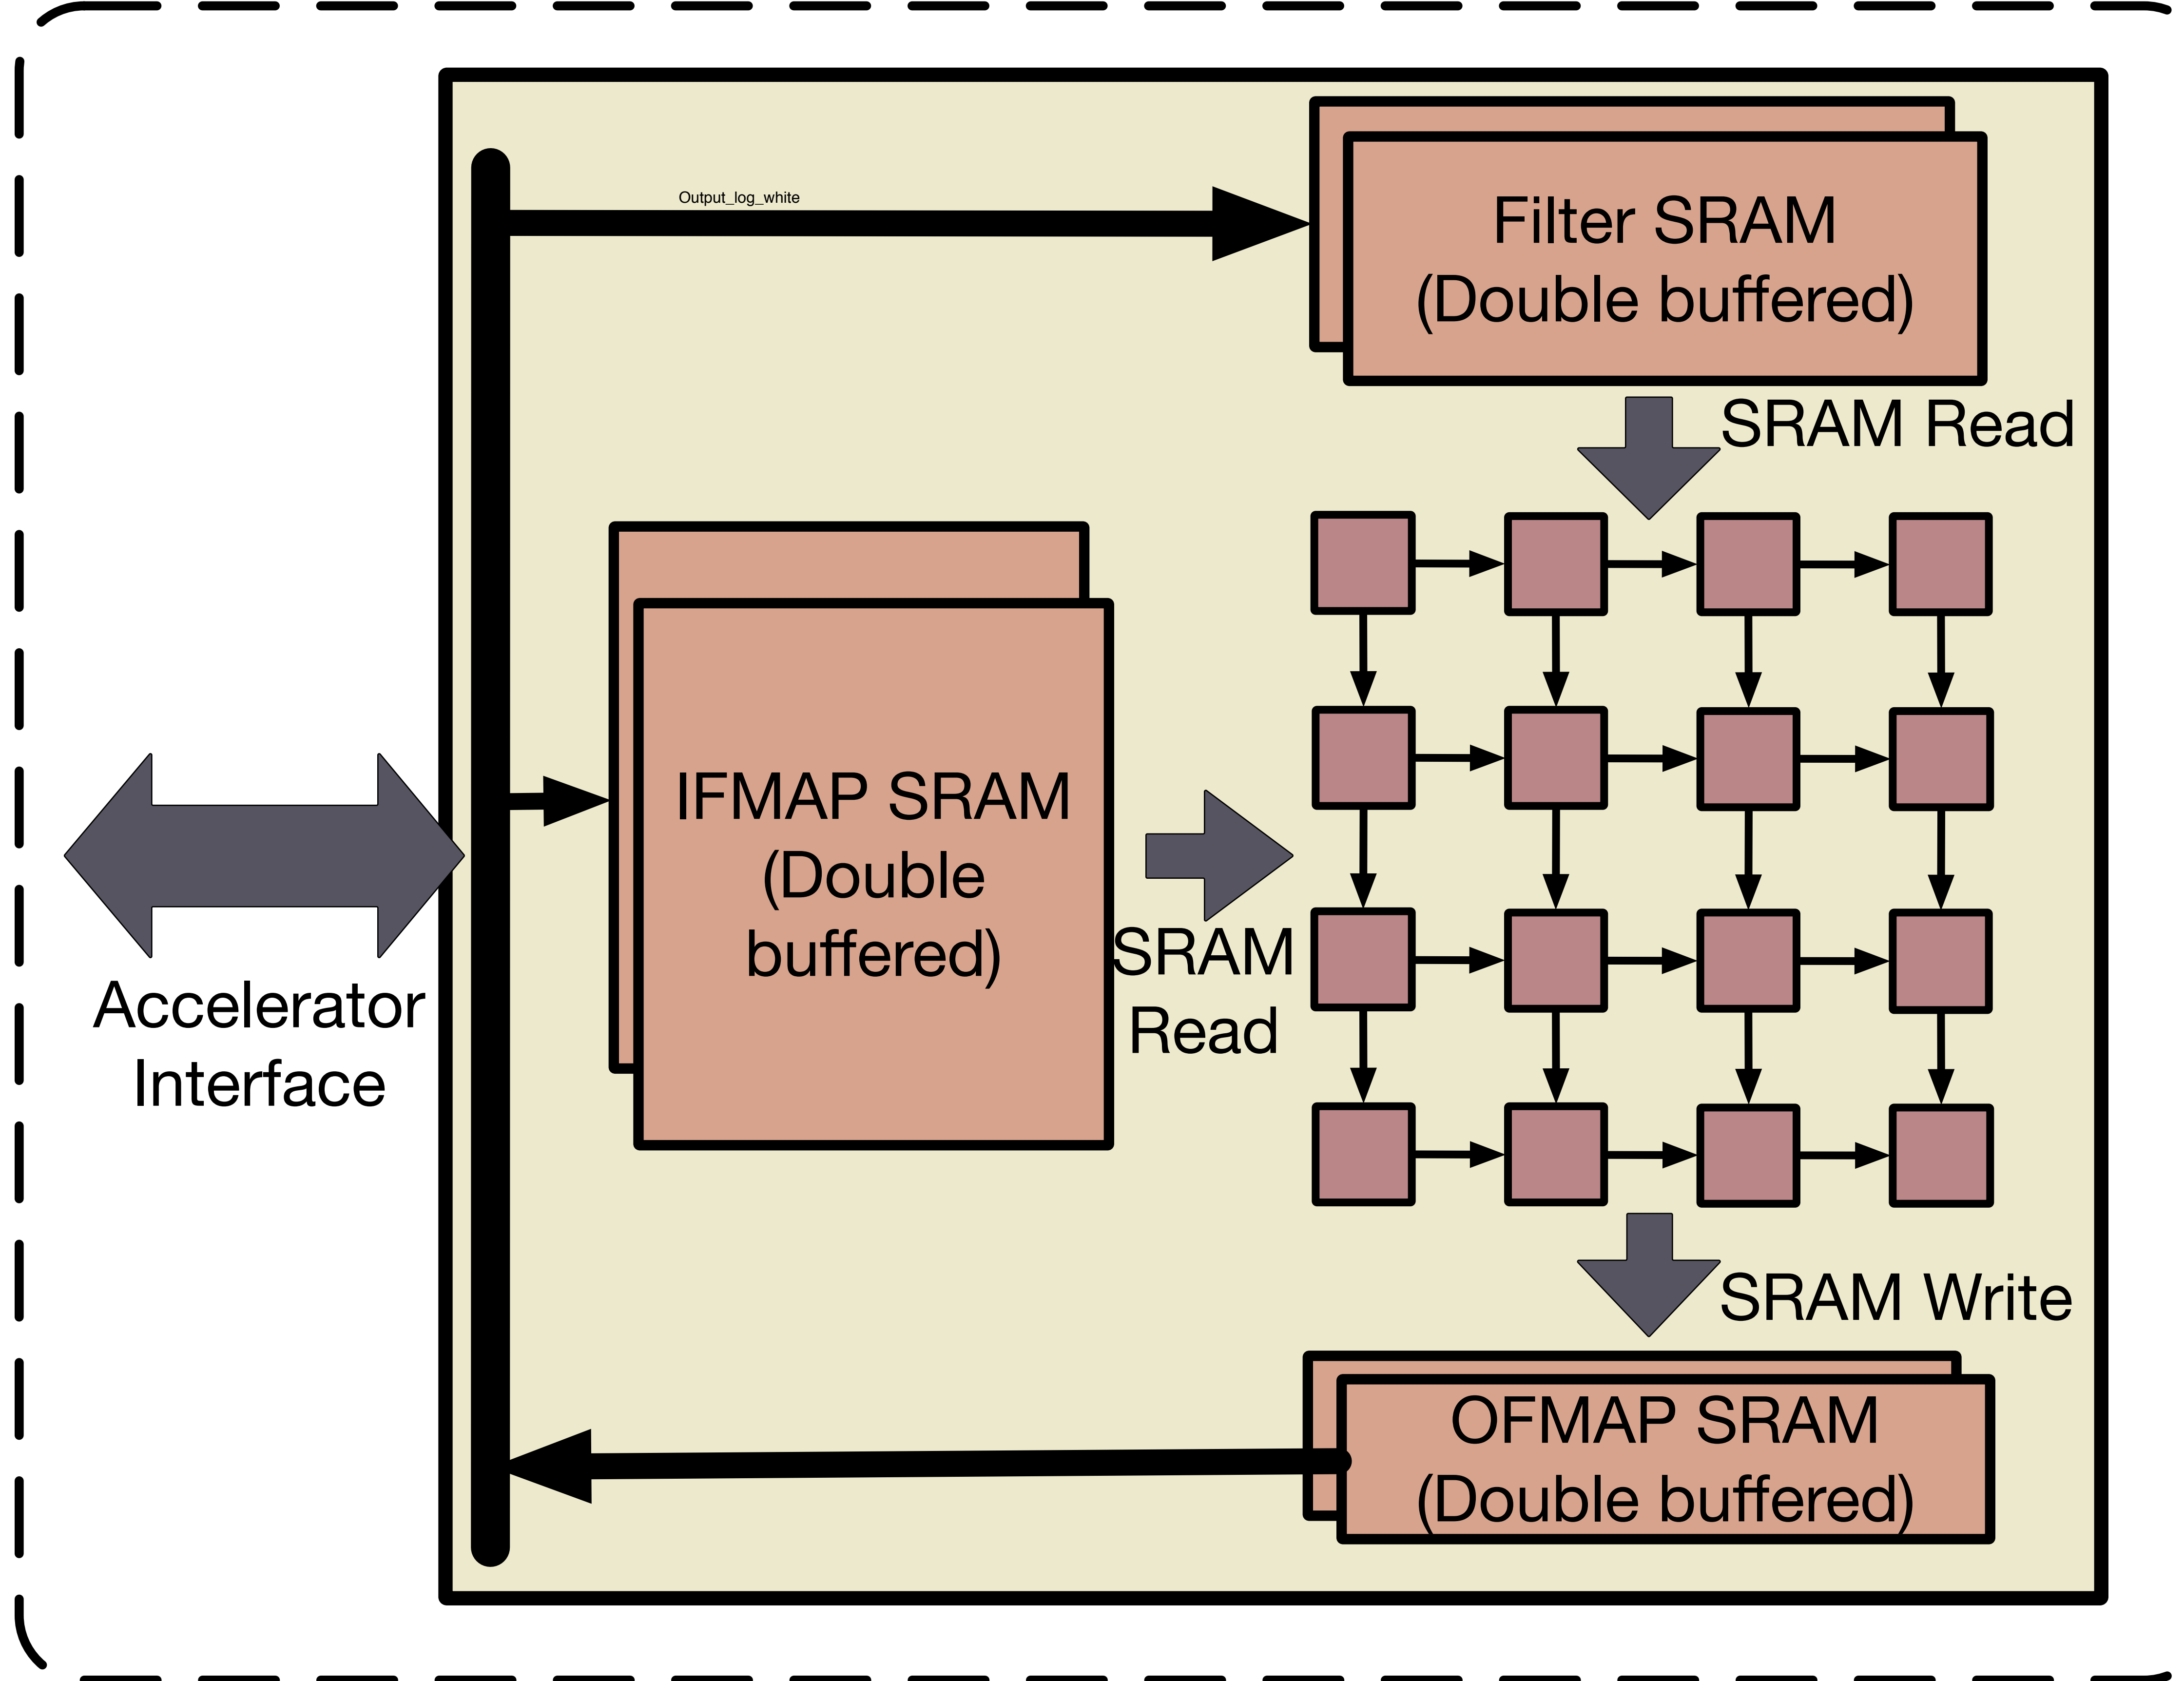 Output_log_white
Filter SRAM
(Double buffered)
SRAM Read
IFMAP SRAM
(Double
buffered)
SRAM
Read
Accelerator
Interface
SRAM Write
OFMAP SRAM
(Double buffered)